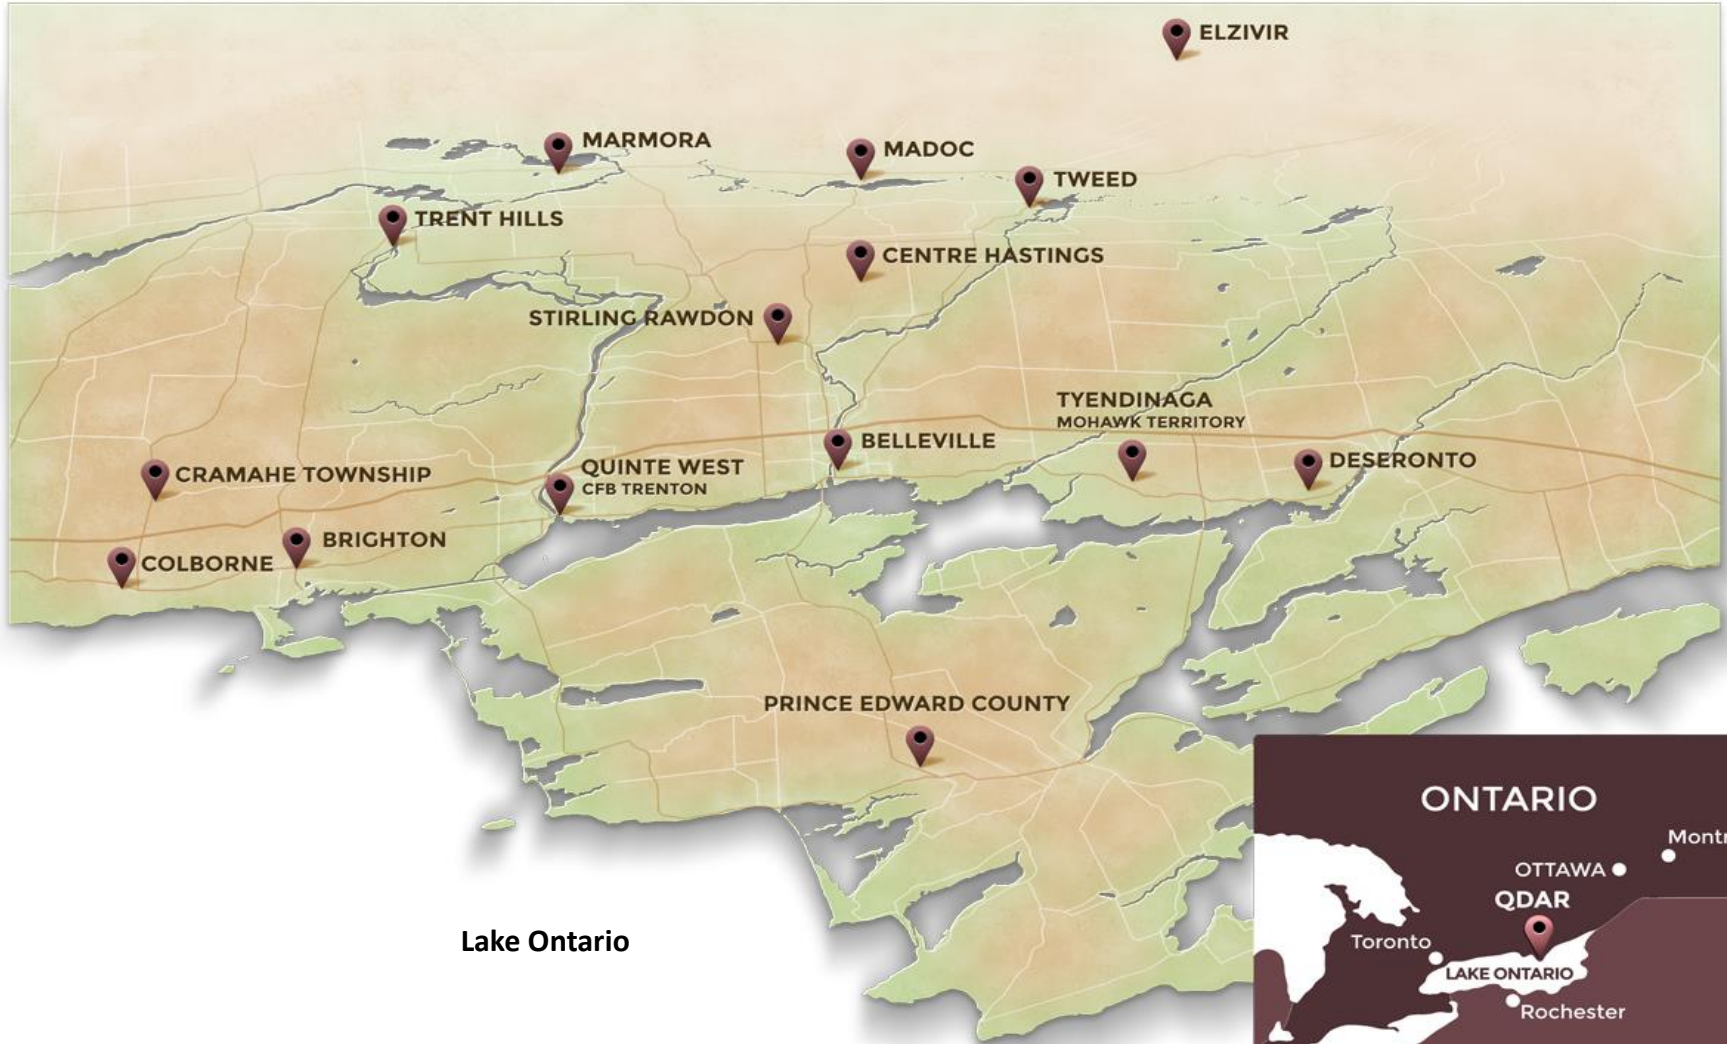 ELZIVIR
MARMORA
MADOC
TWEED
TRENT HILLS
CENTRE HASTINGS
STIRLING RAWDON
TYENDINAGA
MOHAWK TERRITORY
BELLEVILLE
DESERONTO
QUINTE WEST
CFB TRENTON
CRAMAHE TOWNSHIP
BRIGHTON
COLBORNE
PRINCE EDWARD COUNTY
Lake Ontario
ONTARIO
Montr
OTTAWA
QDAR
Toronto
LAKE ONTARIO
Rochester